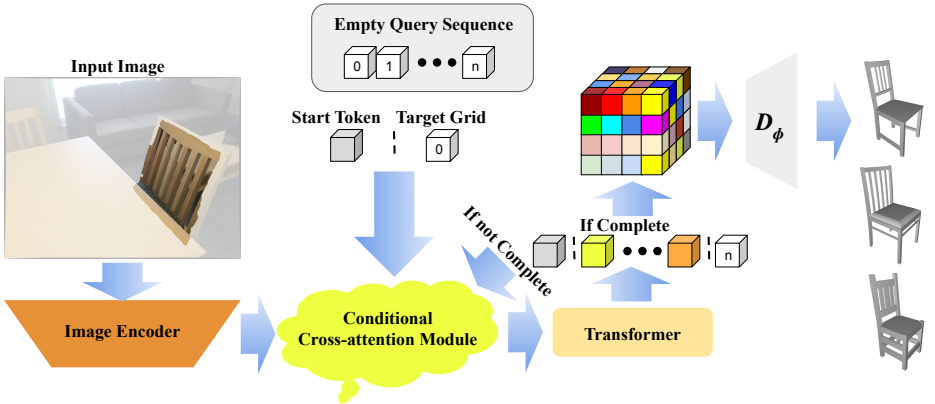 Empty Query Sequence
0 1 n
Input Image
Start Token Target Grid
0
If not Complete
If Complete
n
Dϕ
Image Encoder
Conditional
Cross-attention Module
Transformer